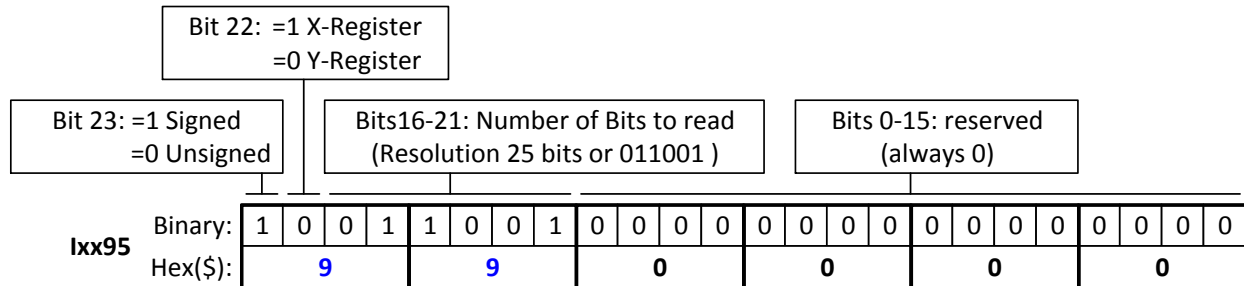 Bit 22: =1 X-Register
=0 Y-Register
Bit 23: =1 Signed
=0 Unsigned
Bits16-21: Number of Bits to read
(Resolution 25 bits or 011001 )
Bits 0-15: reserved
(always 0)
Ixx95
Binary: 1 0 0 1 1 0 0 1 0 0 0 0 0 0 0 0 0 0 0 0 0 0 0 0
Hex($): 9 9 0 0 0 0